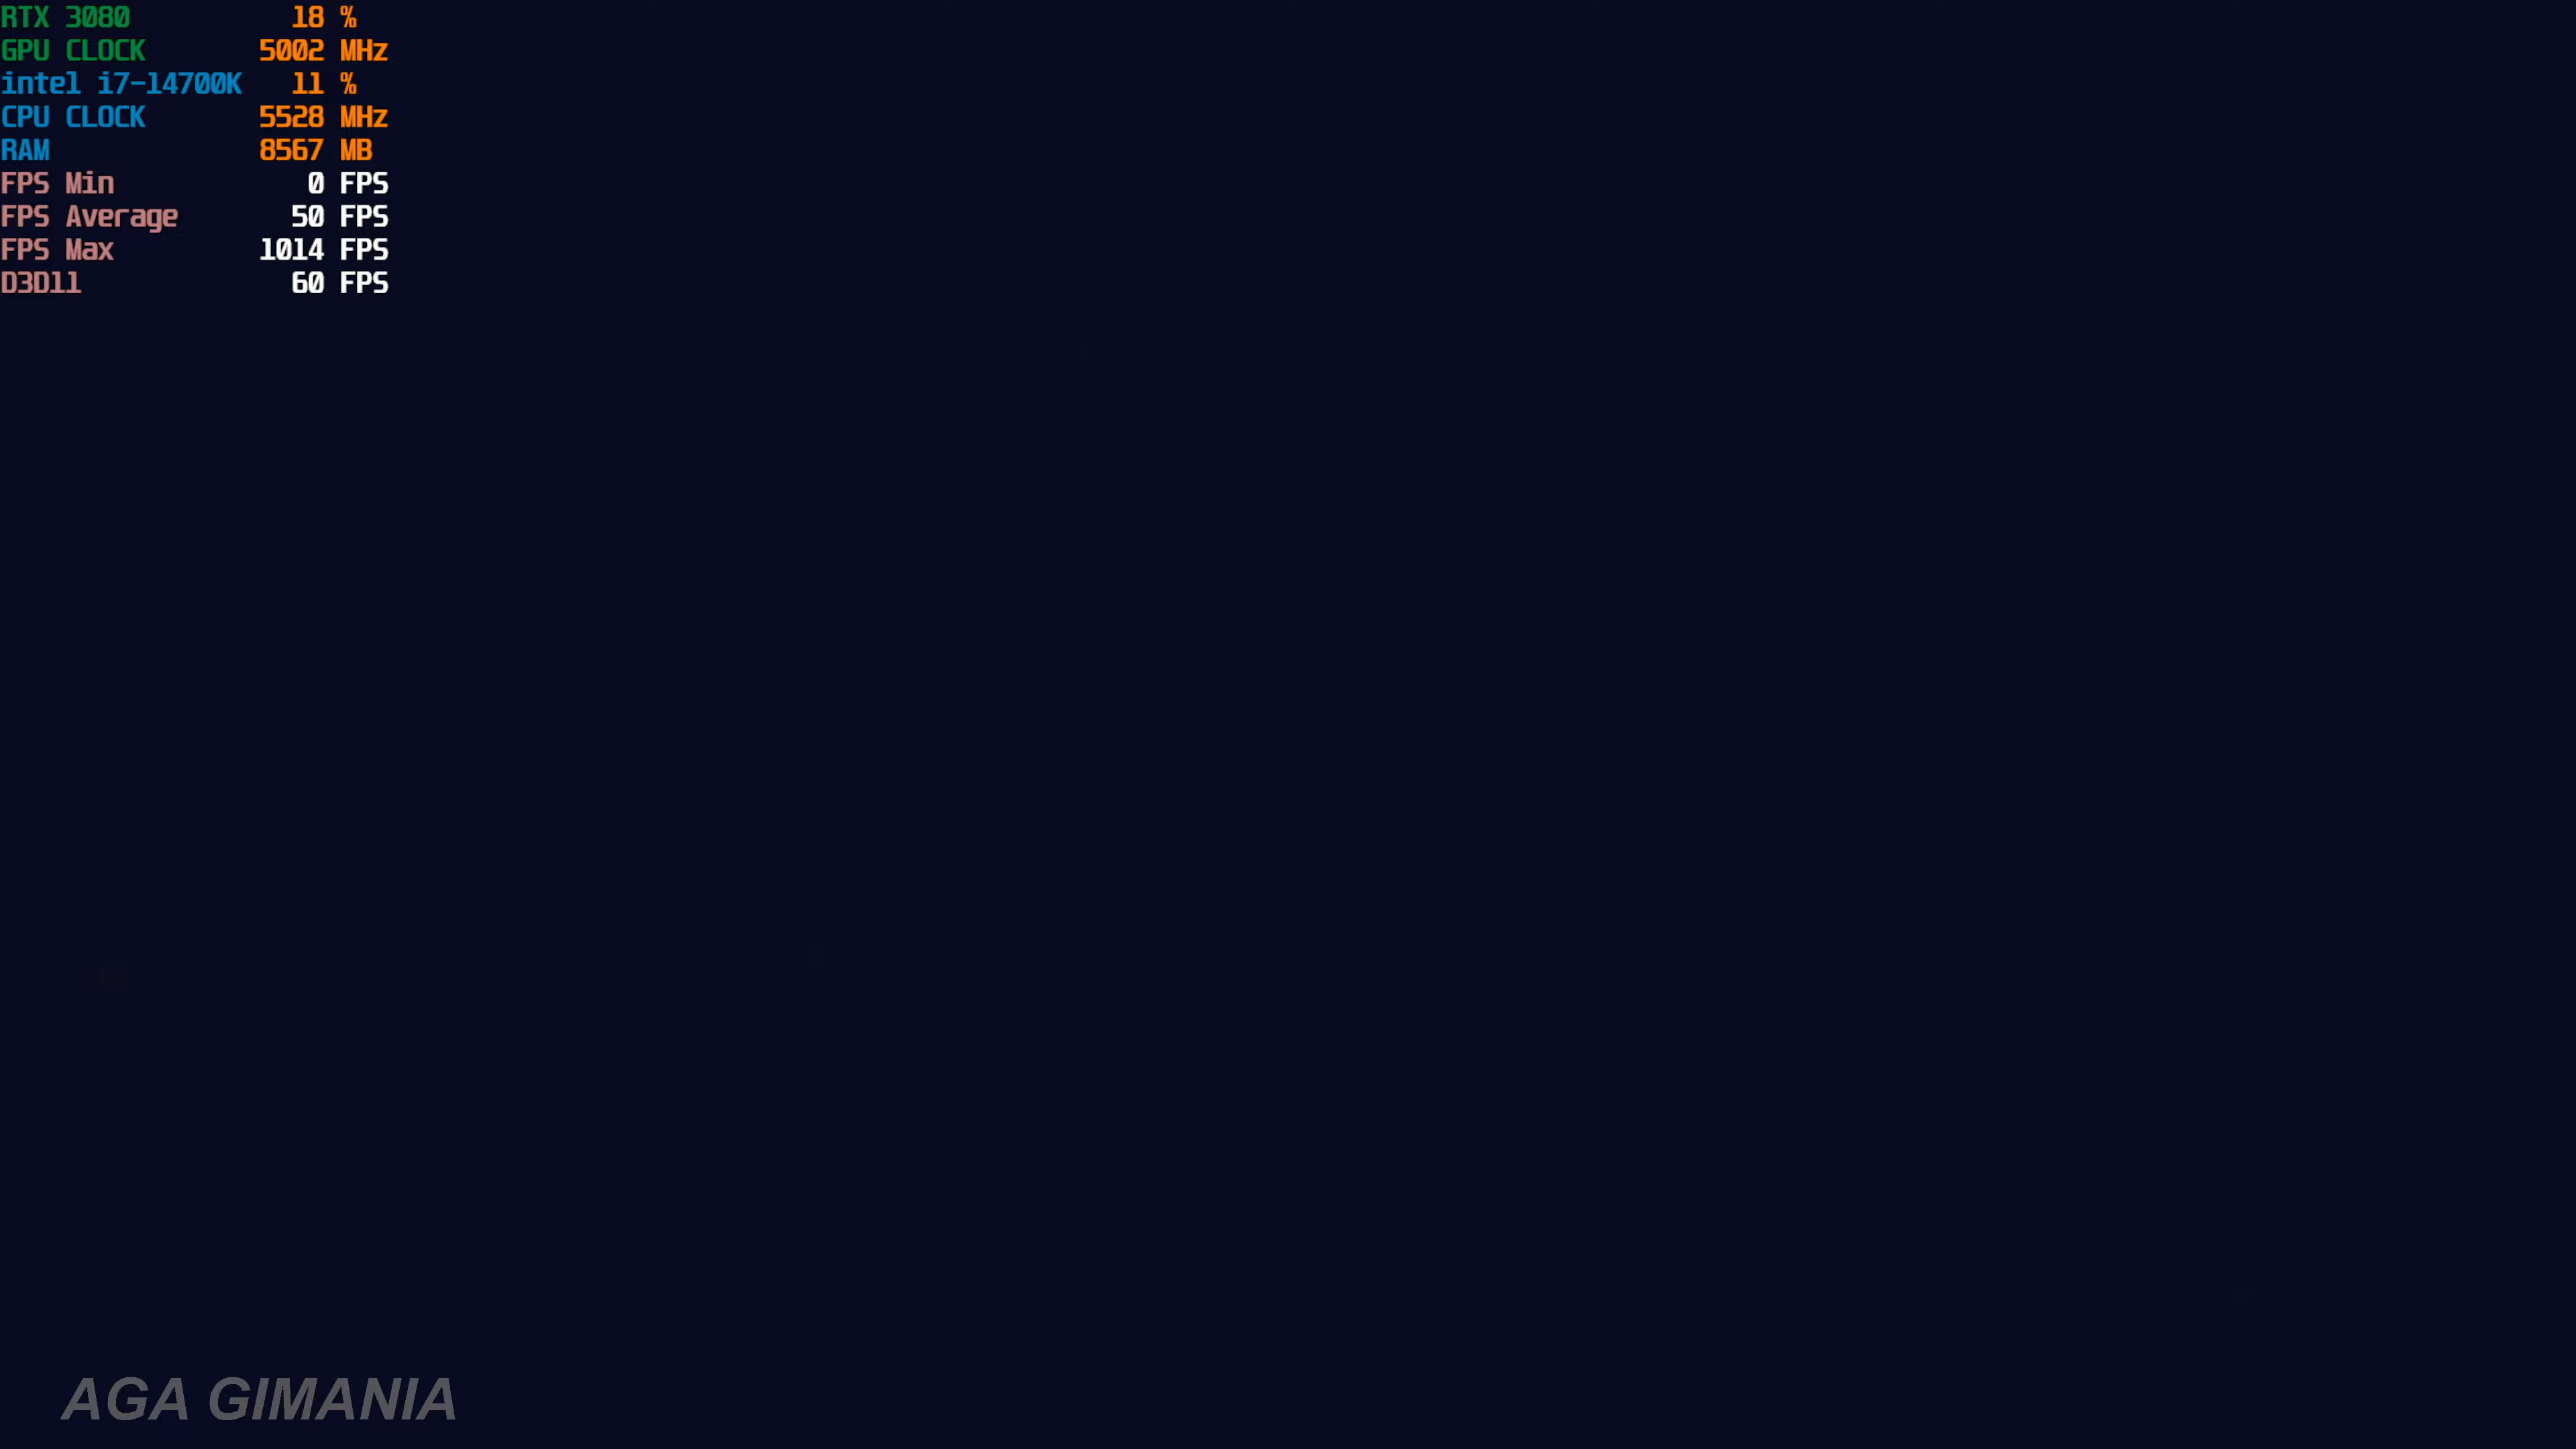 RTX 3080 18 %
GPU CLOCK 5002 MHz
intel i7-14700K 11 %
CPU CLOCK 5528 MHz
RAM 8567 MB
FPS Min 0 FPS
FPS Average 50 FPS
FPS Max 1014 FPS
D3D11 60 FPS
AGA GIMANIA